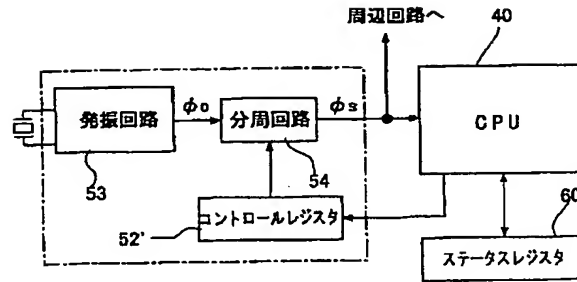 周辺回路へ
40
発振回路
φo
分周回路
φs
CPU
53
54
コントロールレジスタ
52'
60
ステータスレジスタ